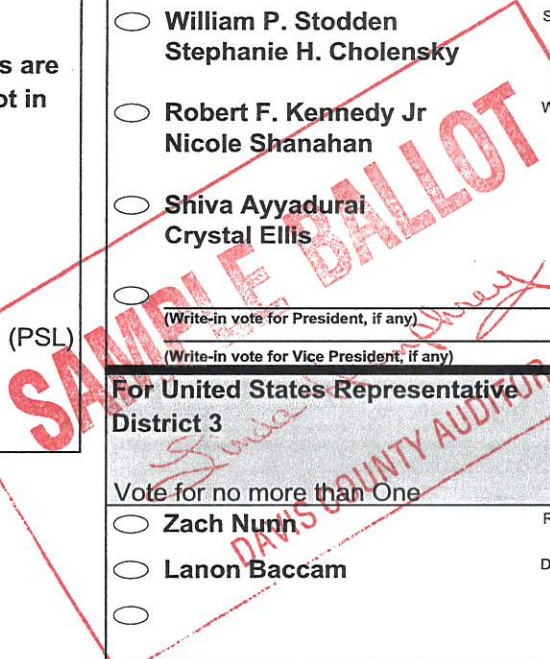 s are
ot in
(PSL)
William P. Stodden
Stephanie H. Cholensky
S
Robert F. Kennedy Jr
Nicole Shanahan
W
Shiva Ayyadurai
Crystal Ellis
(Write-in vote for President, if any)
(Write-in vote for Vice President, if any)
For United States Representative
District 3
Vote for no more than One
Zach Nunn
R
Lanon Baccam
D
SAMPLE BALLOT
Linda Humphrey
DAVIS COUNTY AUDITOR